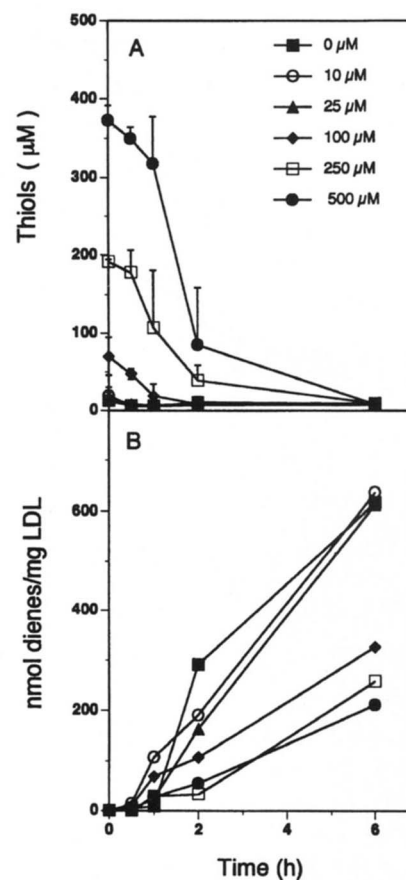 A
0 µM
10 µM
25 µM
100 µM
250 µM
500 µM
Thiols ( µM)
500
400
300
200
100
0
B
nmol dienes/mg LDL
600
400
200
0
0
2
4
6
Time (h)